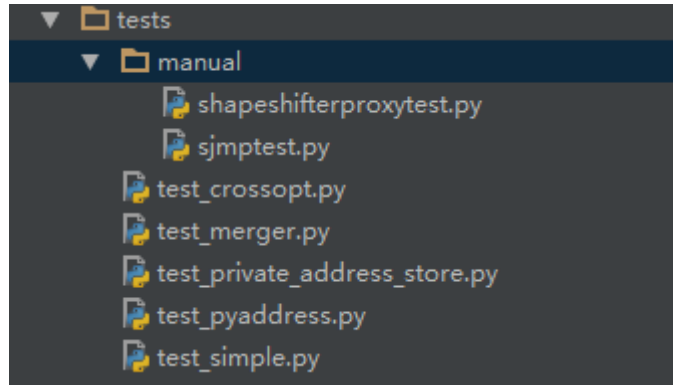 tests
manual
shapeshifterproxytest.py
sjmptest.py
test_crossopt.py
test_merger.py
test_private_address_store.py
test_pyaddress.py
test_simple.py